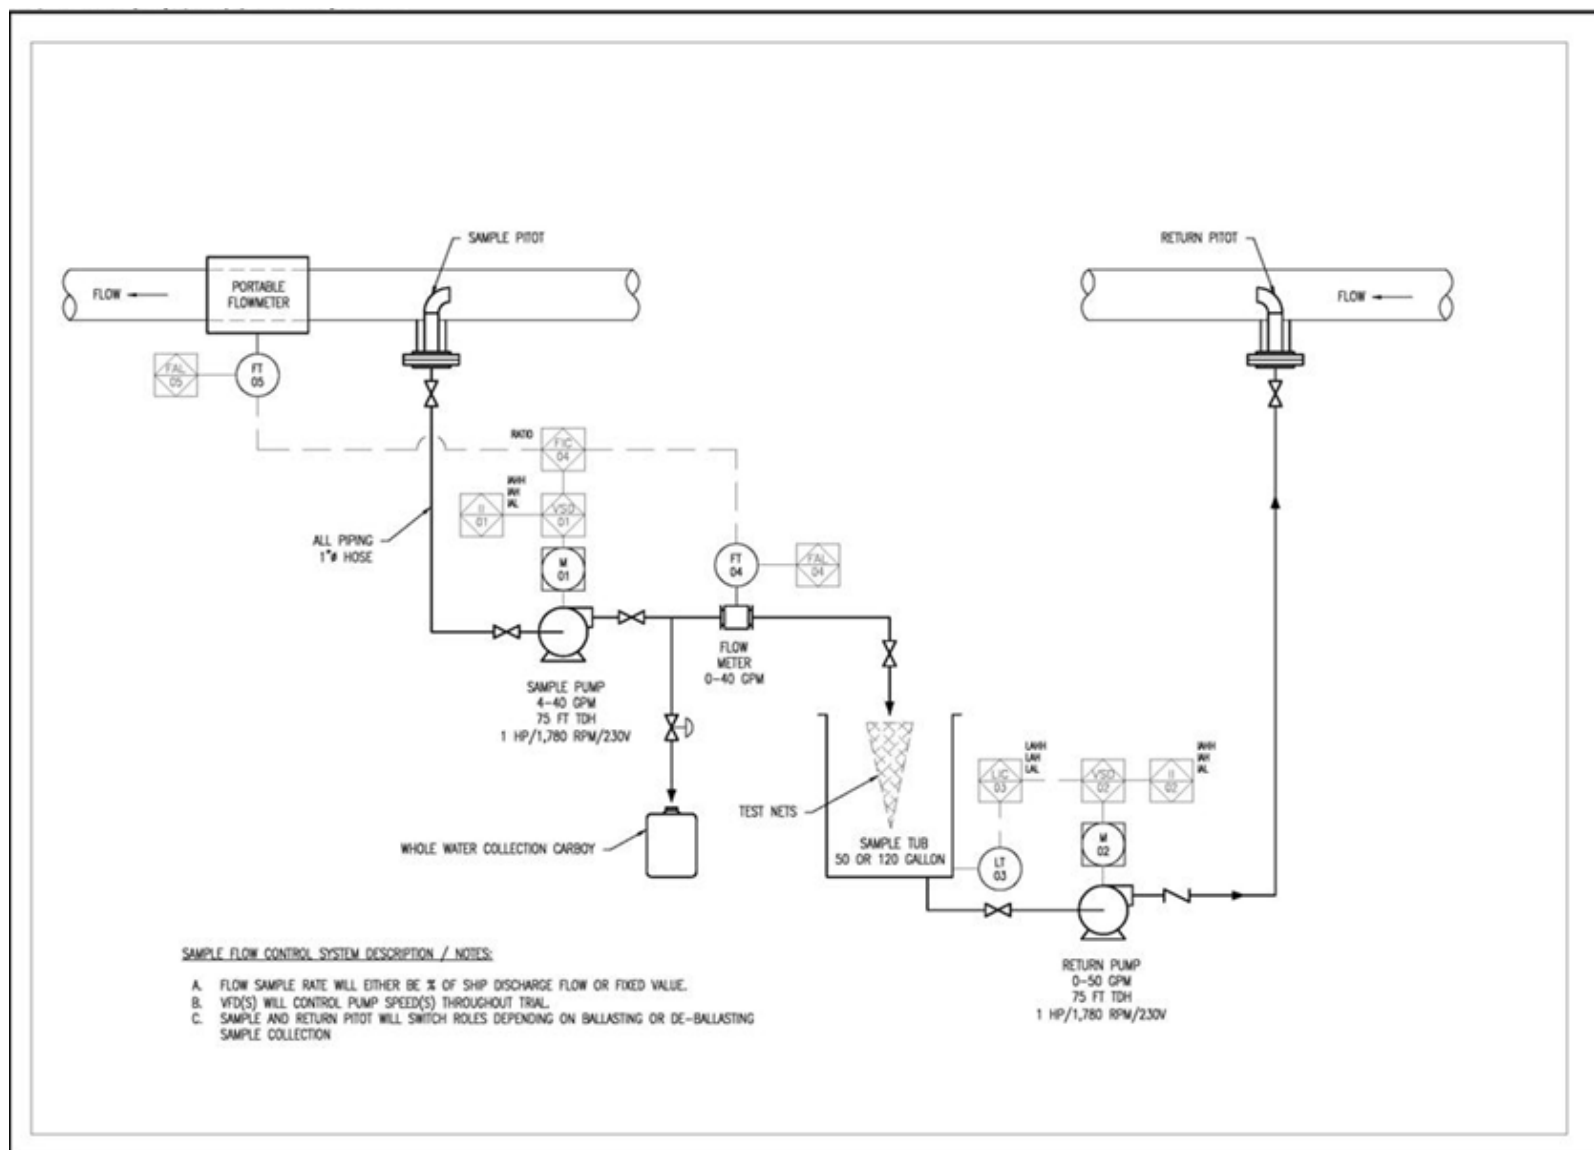 SAMPLE PITOT
RETURN PITOT
FLOW
PORTABLE
FLOWMETER
FLOW
FAL
05
FT
05
RATIO
FIC
04
IAHH
IAH
IAL
II
01
VSD
01
ALL PIPING
1"ø HOSE
M
01
FT
04
FAL
04
FLOW
METER
0-40 GPM
SAMPLE PUMP
4-40 GPM
75 FT TDH
1 HP/1,780 RPM/230V
LAHH
LAH
LAL
IAHH
IAH
IAL
LIC
03
VSD
02
II
02
TEST NETS
M
02
WHOLE WATER COLLECTION CARBOY
SAMPLE TUB
50 OR 120 GALLON
LT
03
RETURN PUMP
0-50 GPM
75 FT TDH
1 HP/1,780 RPM/230V
SAMPLE FLOW CONTROL SYSTEM DESCRIPTION / NOTES:
A. FLOW SAMPLE RATE WILL EITHER BE % OF SHIP DISCHARGE FLOW OR FIXED VALUE.
B. VFD(S) WILL CONTROL PUMP SPEED(S) THROUGHOUT TRIAL.
C. SAMPLE AND RETURN PITOT WILL SWITCH ROLES DEPENDING ON BALLASTING OR DE-BALLASTING
SAMPLE COLLECTION